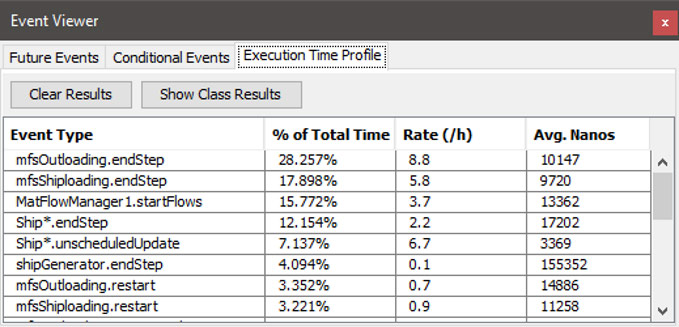 Event Viewer
x
Future Events Conditional Events Execution Time Profile
Clear Results Show Class Results
Event Type % of Total Time Rate (/h) Avg. Nanos
mfsOutloading.endStep 28.257% 8.8 10147
mfsShiploading.endStep 17.898% 5.8 9720
MatFlowManager1.startFlows 15.772% 3.7 13362
Ship*.endStep 12.154% 2.2 17202
Ship*.unscheduledUpdate 7.137% 6.7 3369
shipGenerator.endStep 4.094% 0.1 155352
mfsOutloading.restart 3.352% 0.7 14886
mfsShiploading.restart 3.221% 0.9 11258